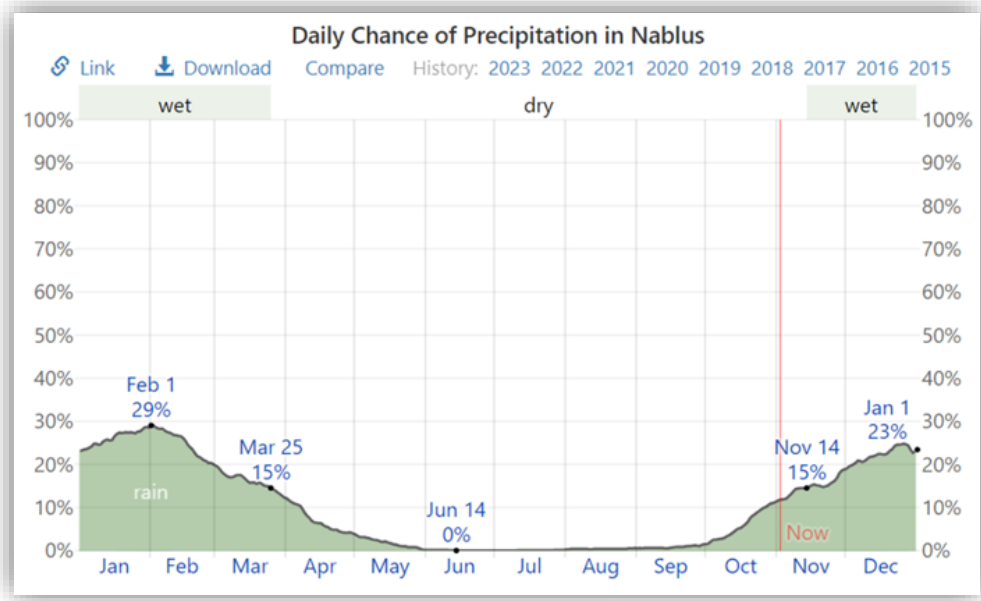 Daily Chance of Precipitation in Nablus
Link Download Compare History: 2023 2022 2021 2020 2019 2018 2017 2016 2015
wet dry wet
100% 100%
90% 90%
80% 80%
70% 70%
60% 60%
50% 50%
40% 40%
Feb 1
29%
Jan 1
23%
30% 30%
Mar 25
15%
Nov 14
15%
20% 20%
rain
10% 10%
Jun 14
0%
Now
0% 0%
Jan Feb Mar Apr May Jun Jul Aug Sep Oct Nov Dec